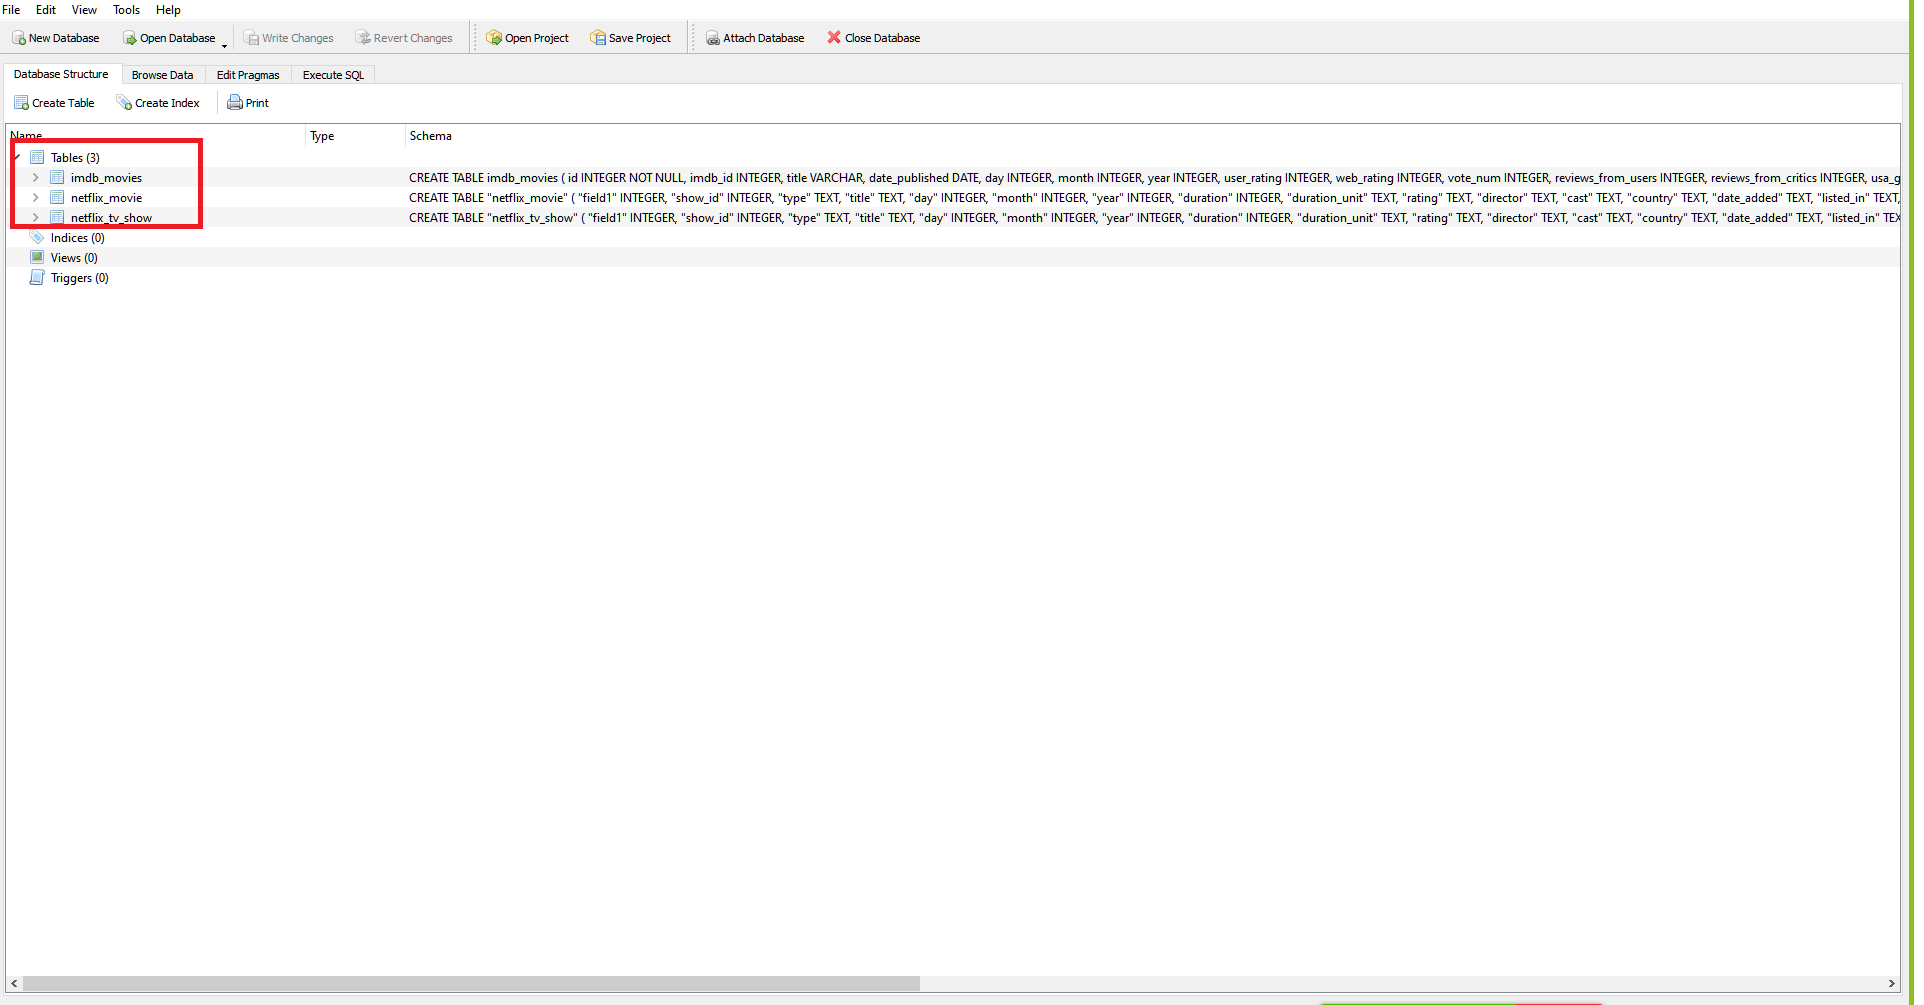 File Edit View Tools Help
New Database Open Database Write Changes Revert Changes Open Project Save Project Attach Database Close Database
Database Structure Browse Data Edit Pragmas Execute SQL
Create Table Create Index Print
Name Type Schema
Tables (3)
imdb_movies CREATE TABLE imdb_movies ( id INTEGER NOT NULL, imdb_id INTEGER, title VARCHAR, date_published DATE, day INTEGER, month INTEGER, year INTEGER, user_rating INTEGER, web_rating INTEGER, vote_num INTEGER, reviews_from_users INTEGER, reviews_from_critics INTEGER, usa_g
netflix_movie CREATE TABLE "netflix_movie" ( "field1" INTEGER, "show_id" INTEGER, "type" TEXT, "title" TEXT, "day" INTEGER, "month" INTEGER, "year" INTEGER, "duration" INTEGER, "duration_unit" TEXT, "rating" TEXT, "director" TEXT, "cast" TEXT, "country" TEXT, "date_added" TEXT, "listed_in" TEXT,
netflix_tv_show CREATE TABLE "netflix_tv_show" ( "field1" INTEGER, "show_id" INTEGER, "type" TEXT, "title" TEXT, "day" INTEGER, "month" INTEGER, "year" INTEGER, "duration" INTEGER, "duration_unit" TEXT, "rating" TEXT, "director" TEXT, "cast" TEXT, "country" TEXT, "date_added" TEXT, "listed_in" TEX
Indices (0)
Views (0)
Triggers (0)